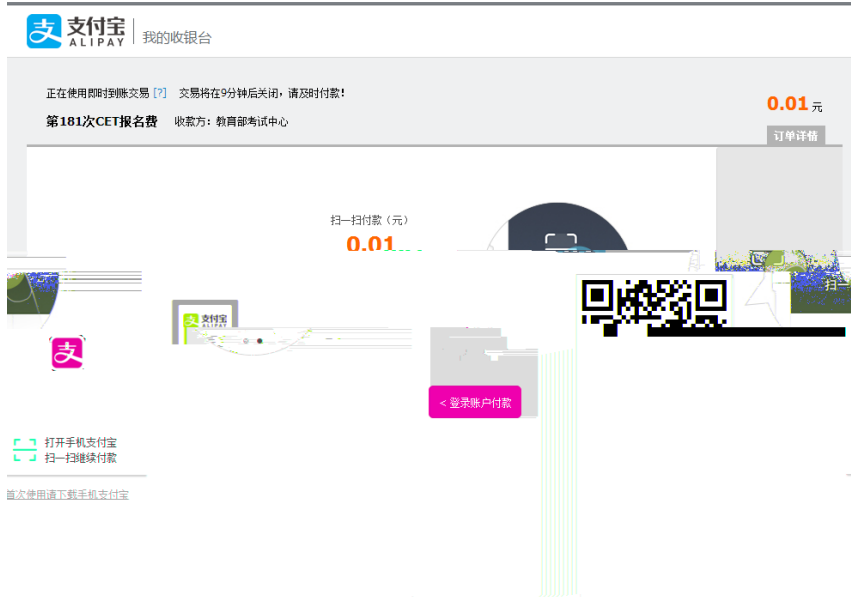 支付宝
ALIPAY
我的收银台
正在使用即时到账交易 [?] 交易将在9分钟后关闭，请及时付款！
0.01 元
第181次CET报名费 收款方：教育部考试中心
订单详情
扫一扫付款（元）
0.01
扫一
支付宝
ALIPAY
支
< 登录账户付款
打开手机支付宝
扫一扫继续付款
首次使用请下载手机支付宝